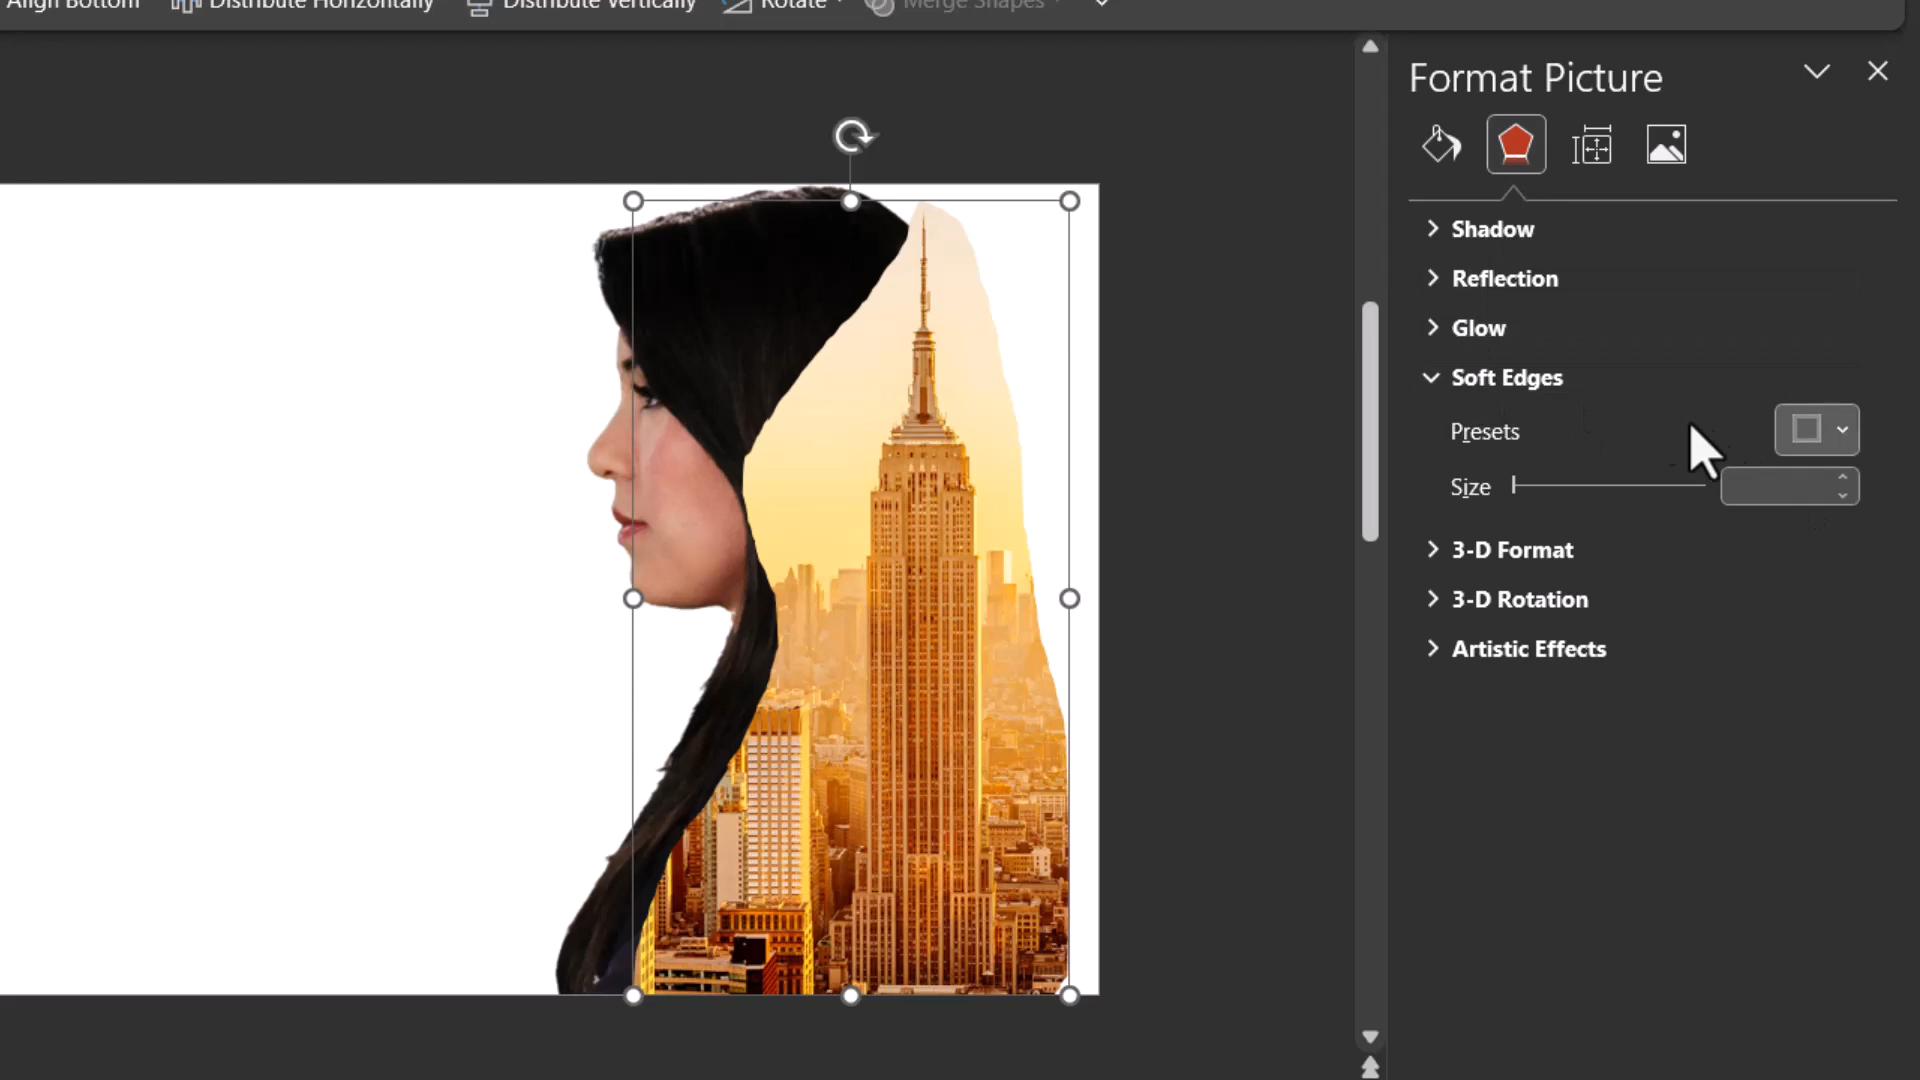 Align Bottom Distribute Horizontally Distribute Vertically Rotate Merge Shapes
Format Picture
Shadow
Reflection
Glow
Soft Edges
Presets
Size
3-D Format
3-D Rotation
Artistic Effects